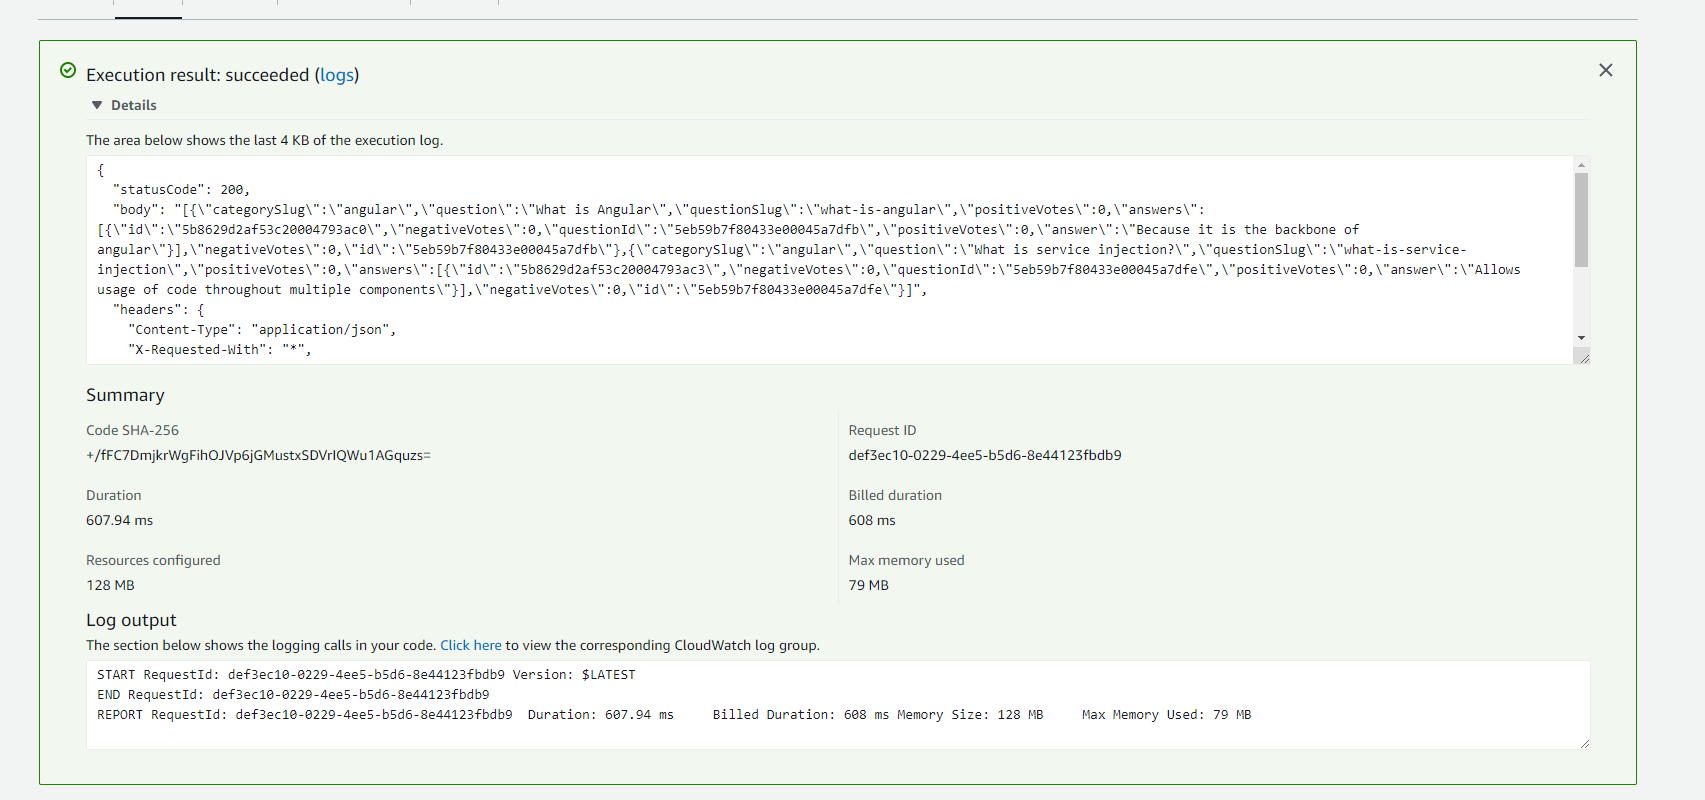 Execution result: succeeded (logs)
Details
The area below shows the last 4 KB of the execution log.
{
  "statusCode": 200,
  "body": "[{\"categorySlug\":\"angular\",\"question\":\"What is Angular\",\"questionSlug\":\"what-is-angular\",\"positiveVotes\":0,\"answers\":
[{\"id\":\"5b8629d2af53c20004793ac0\",\"negativeVotes\":0,\"questionId\":\"5eb59b7f80433e00045a7dfb\",\"positiveVotes\":0,\"answer\":\"Because it is the backbone of
angular\"}],\"negativeVotes\":0,\"id\":\"5eb59b7f80433e00045a7dfb\"},{\"categorySlug\":\"angular\",\"question\":\"What is service injection?\",\"questionSlug\":\"what-is-service-
injection\",\"positiveVotes\":0,\"answers\":[{\"id\":\"5b8629d2af53c20004793ac3\",\"negativeVotes\":0,\"questionId\":\"5eb59b7f80433e00045a7dfe\",\"positiveVotes\":0,\"answer\":\"Allows
usage of code throughout multiple components\"}],\"negativeVotes\":0,\"id\":\"5eb59b7f80433e00045a7dfe\"}]",
  "headers": {
    "Content-Type": "application/json",
    "X-Requested-With": "*",
Summary
Code SHA-256
+/fFC7DmjkrWgFihOJVp6jGMustxSDVrIQWu1AGquzs=
Request ID
def3ec10-0229-4ee5-b5d6-8e44123fbdb9
Duration
607.94 ms
Billed duration
608 ms
Resources configured
128 MB
Max memory used
79 MB
Log output
The section below shows the logging calls in your code. Click here to view the corresponding CloudWatch log group.
START RequestId: def3ec10-0229-4ee5-b5d6-8e44123fbdb9 Version: $LATEST
END RequestId: def3ec10-0229-4ee5-b5d6-8e44123fbdb9
REPORT RequestId: def3ec10-0229-4ee5-b5d6-8e44123fbdb9  Duration: 607.94 ms     Billed Duration: 608 ms Memory Size: 128 MB     Max Memory Used: 79 MB